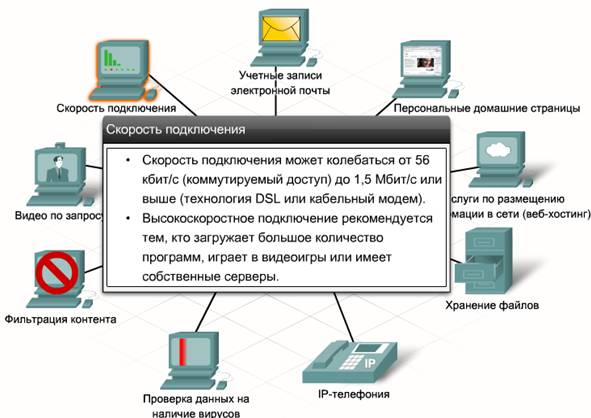 Учетные записи
электронной почты
Скорость подключения
Персональные домашние страницы
Скорость подключения
• Скорость подключения может колебаться от 56
кбит/с (коммутируемый доступ) до 1,5 Мбит/с или
выше (технология DSL или кабельный модем).
• Высокоскоростное подключение рекомендуется
тем, кто загружает большое количество
программ, играет в видеоигры или имеет
собственные серверы.
Видео по запросу
слуги по размещению
мации в сети (веб-хостинг)
Фильтрация контента
Хранение файлов
IP
Проверка данных на
наличие вирусов
IP-телефония